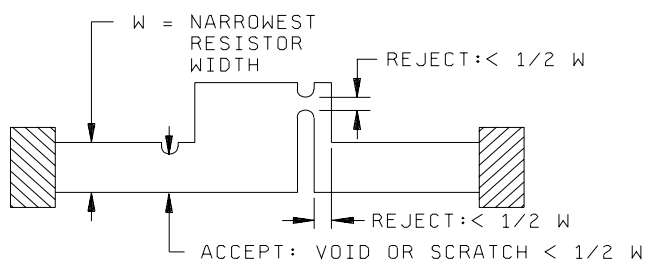 W = NARROWEST
RESISTOR
WIDTH
REJECT:< 1/2 W
REJECT:< 1/2 W
ACCEPT: VOID OR SCRATCH < 1/2 W